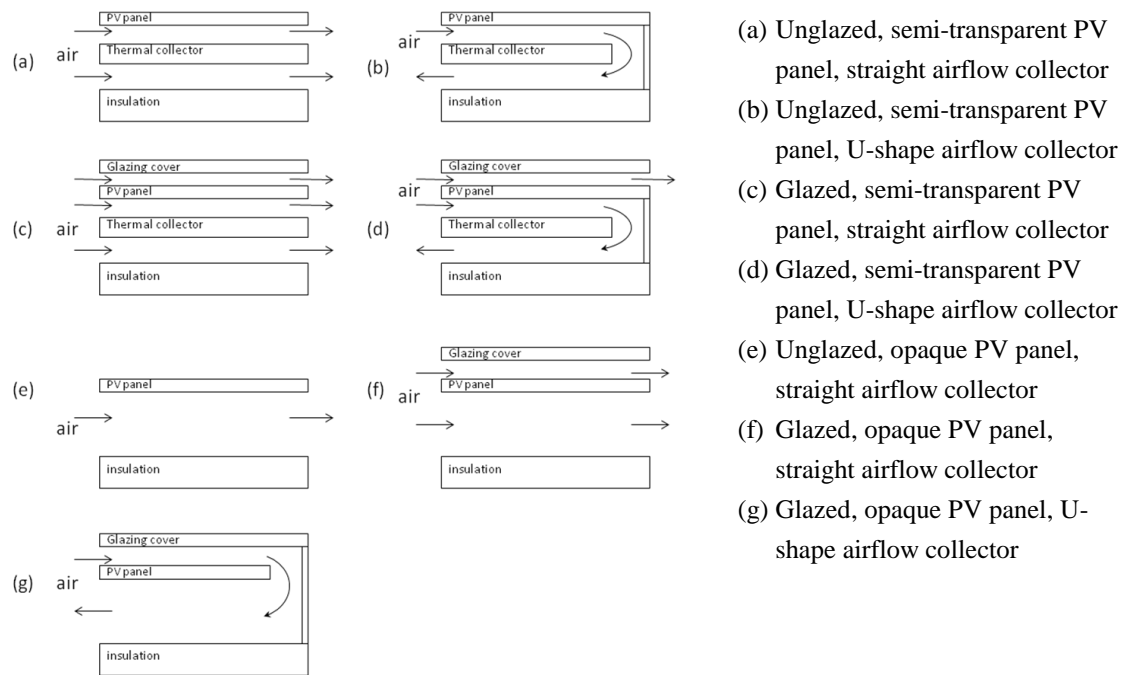 PV panel
air
Thermal collector
(a)
insulation
PV panel
air
Thermal collector
(b)
insulation
Glazing cover
PV panel
(c)
air
Thermal collector
insulation
Glazing cover
air
PV panel
(d)
Thermal collector
insulation
(e)
PV panel
air
insulation
Glazing cover
(f)
air
PV panel
insulation
Glazing cover
(g)
air
PV panel
insulation
(a) Unglazed, semi-transparent PV
panel, straight airflow collector
(b) Unglazed, semi-transparent PV
panel, U-shape airflow collector
(c) Glazed, semi-transparent PV
panel, straight airflow collector
(d) Glazed, semi-transparent PV
panel, U-shape airflow collector
(e) Unglazed, opaque PV panel,
straight airflow collector
(f) Glazed, opaque PV panel,
straight airflow collector
(g) Glazed, opaque PV panel, U-
shape airflow collector